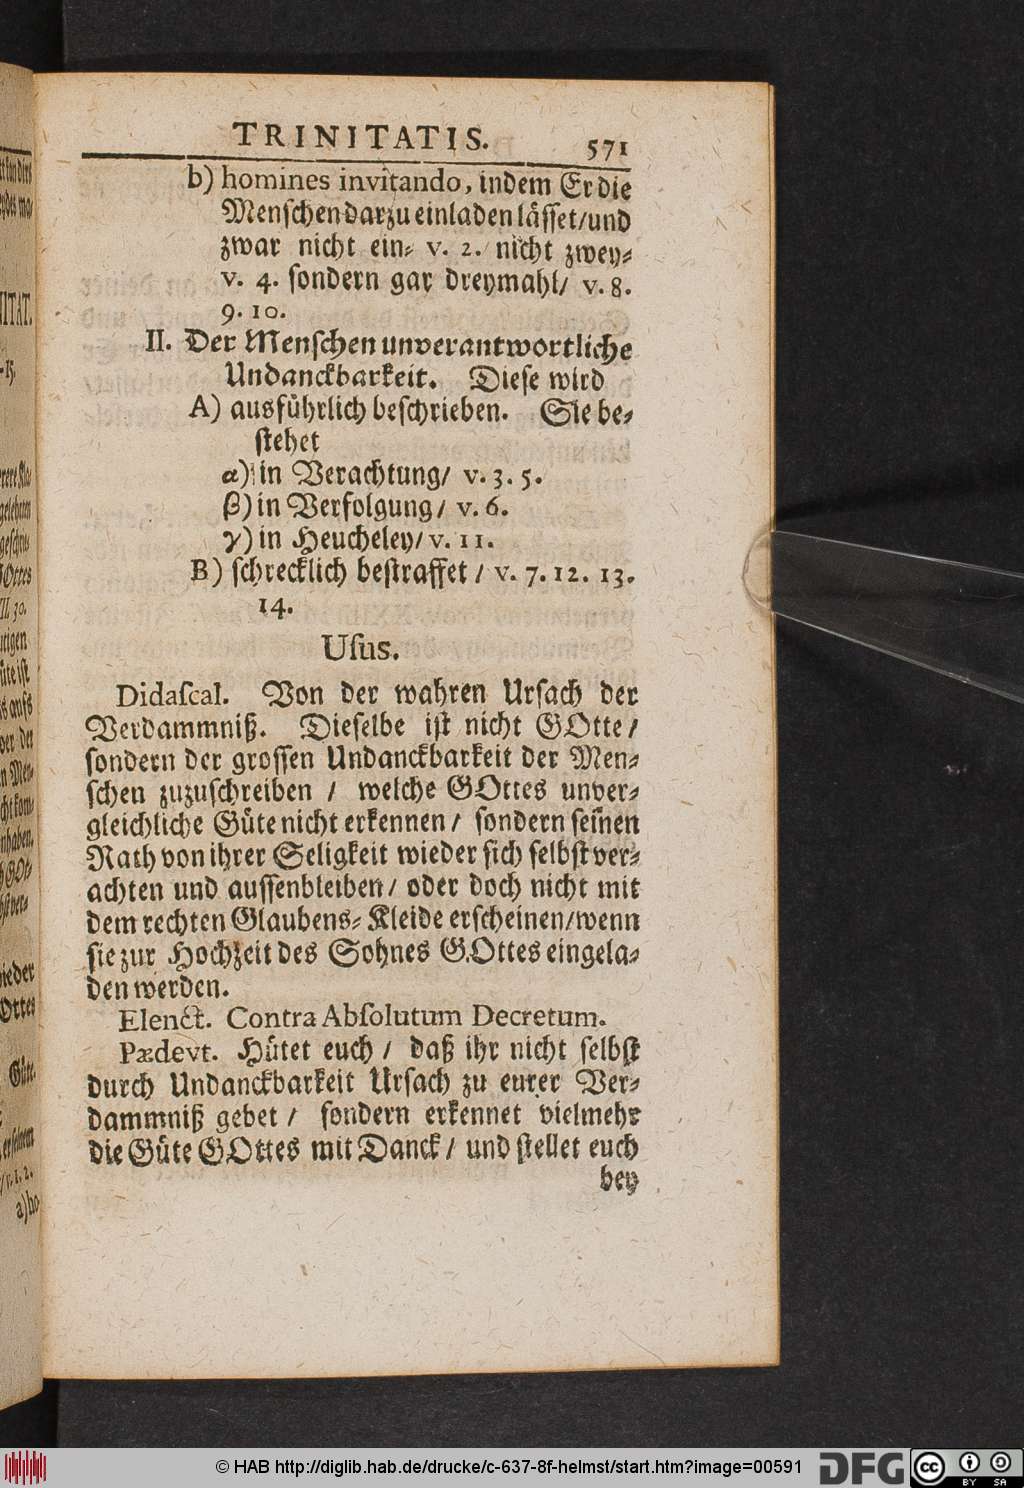 TRINITATIS. 571
b) homines invitando, indem Er die
Menschen darzu einladen lässet/und
zwar nicht ein- v. 2. nicht zwey-
v. 4. sondern gar dreymahl/ v. 8.
9. 10.
II. Der Menschen unverantwortliche
Undanckbarkeit. Diese wird
A) ausführlich beschrieben. Sie be-
stehet
α) in Verachtung/ v. 3. 5.
β) in Verfolgung/ v. 6.
γ) in Heucheley/ v. 11.
B) schrecklich bestraffet / v. 7. 12. 13.
14.
Usus.
Didascal. Von der wahren Ursach der
Verdammniß. Dieselbe ist nicht GOtte/
sondern der grossen Undanckbarkeit der Men-
schen zuzuschreiben / welche GOttes unver-
gleichliche Güte nicht erkennen/ sondern seinen
Rath von ihrer Seligkeit wieder sich selbst ver-
achten und aussenbleiben/ oder doch nicht mit
dem rechten Glaubens-Kleide erscheinen/wenn
sie zur Hochzeit des Sohnes GOttes eingela-
den werden.
Elenct. Contra Absolutum Decretum.
Pædevt. Hütet euch / daß ihr nicht selbst
durch Undanckbarkeit Ursach zu eurer Ver-
dammniß gebet / sondern erkennet vielmehr
die Güte GOttes mit Danck/ und stellet euch
bey
© HAB http://diglib.hab.de/drucke/c-637-8f-helmst/start.htm?image=00591
DFG
cc BY SA